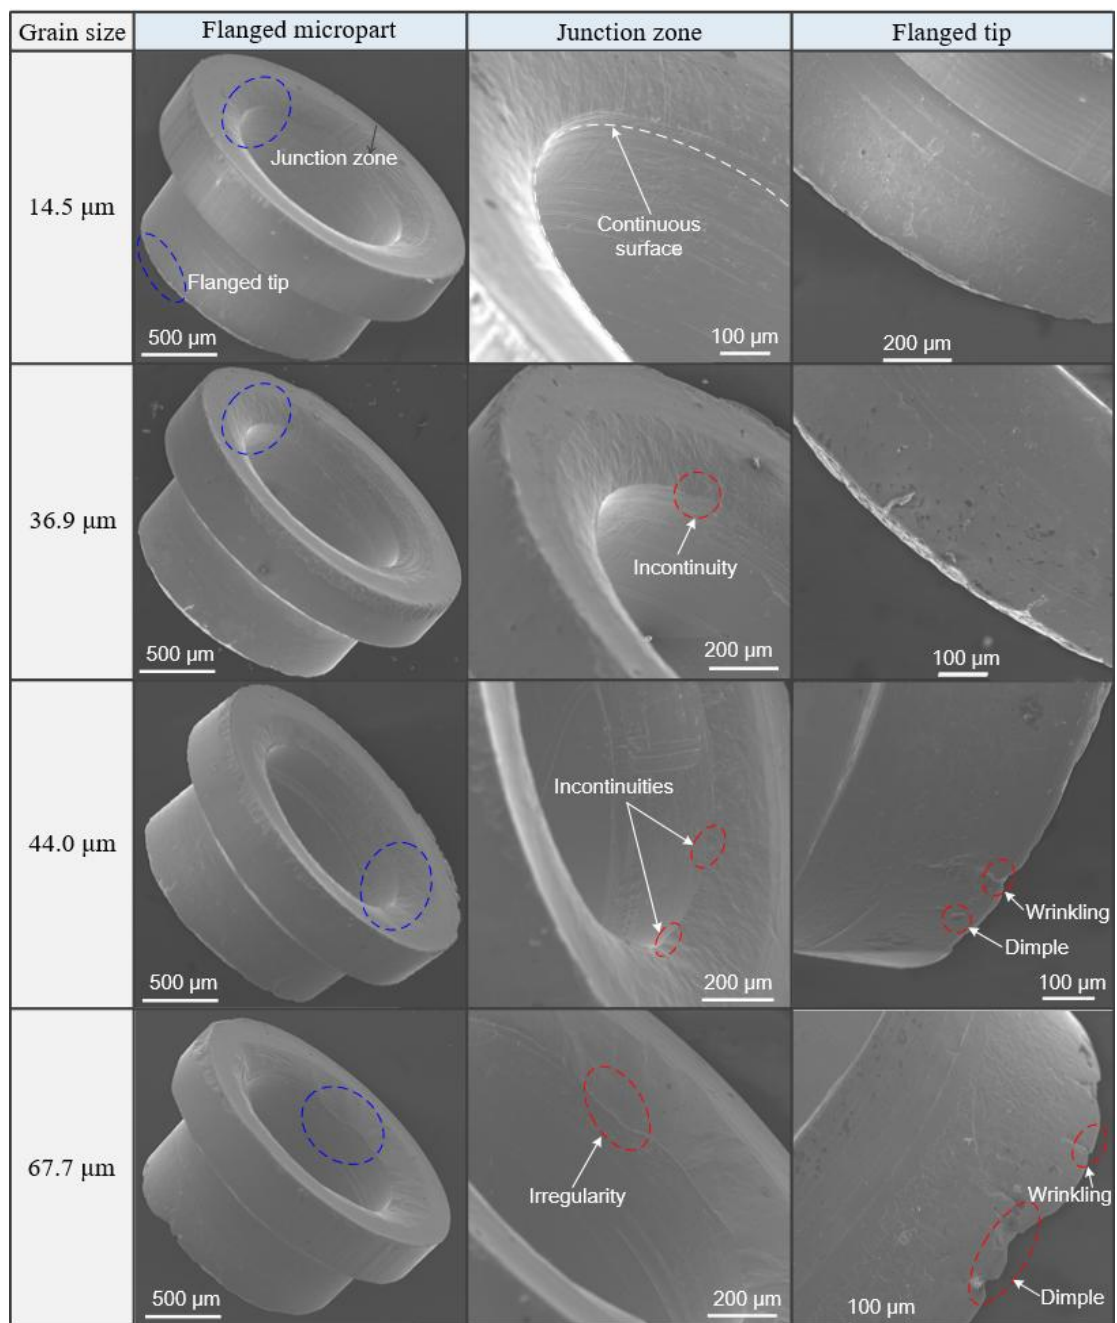 Grain size
Flanged micropart
Junction zone
Flanged tip
14.5 μm
Junction zone
Flanged tip
500 μm
Continuous
surface
100 μm
200 μm
36.9 μm
500 μm
Incontinuity
200 μm
100 μm
44.0 μm
500 μm
Incontinuities
200 μm
Wrinkling
Dimple
100 μm
67.7 μm
500 μm
Irregularity
200 μm
Wrinkling
Dimple
100 μm